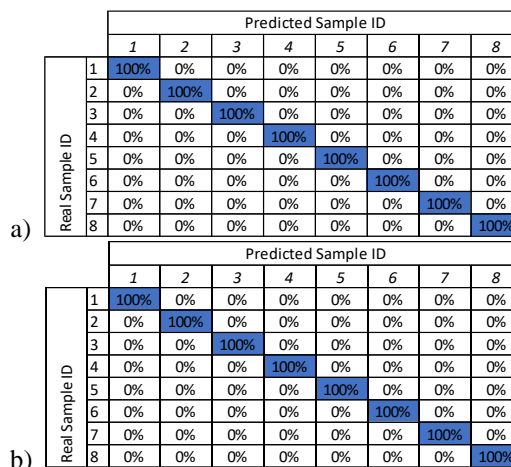 Predicted Sample ID
1 2 3 4 5 6 7 8
Real Sample ID
1 100% 0% 0% 0% 0% 0% 0% 0%
2 0% 100% 0% 0% 0% 0% 0% 0%
3 0% 0% 100% 0% 0% 0% 0% 0%
4 0% 0% 0% 100% 0% 0% 0% 0%
5 0% 0% 0% 0% 100% 0% 0% 0%
6 0% 0% 0% 0% 0% 100% 0% 0%
7 0% 0% 0% 0% 0% 0% 100% 0%
8 0% 0% 0% 0% 0% 0% 0% 100%
a)
Predicted Sample ID
1 2 3 4 5 6 7 8
Real Sample ID
1 100% 0% 0% 0% 0% 0% 0% 0%
2 0% 100% 0% 0% 0% 0% 0% 0%
3 0% 0% 100% 0% 0% 0% 0% 0%
4 0% 0% 0% 100% 0% 0% 0% 0%
5 0% 0% 0% 0% 100% 0% 0% 0%
6 0% 0% 0% 0% 0% 100% 0% 0%
7 0% 0% 0% 0% 0% 0% 100% 0%
8 0% 0% 0% 0% 0% 0% 0% 100%
b)